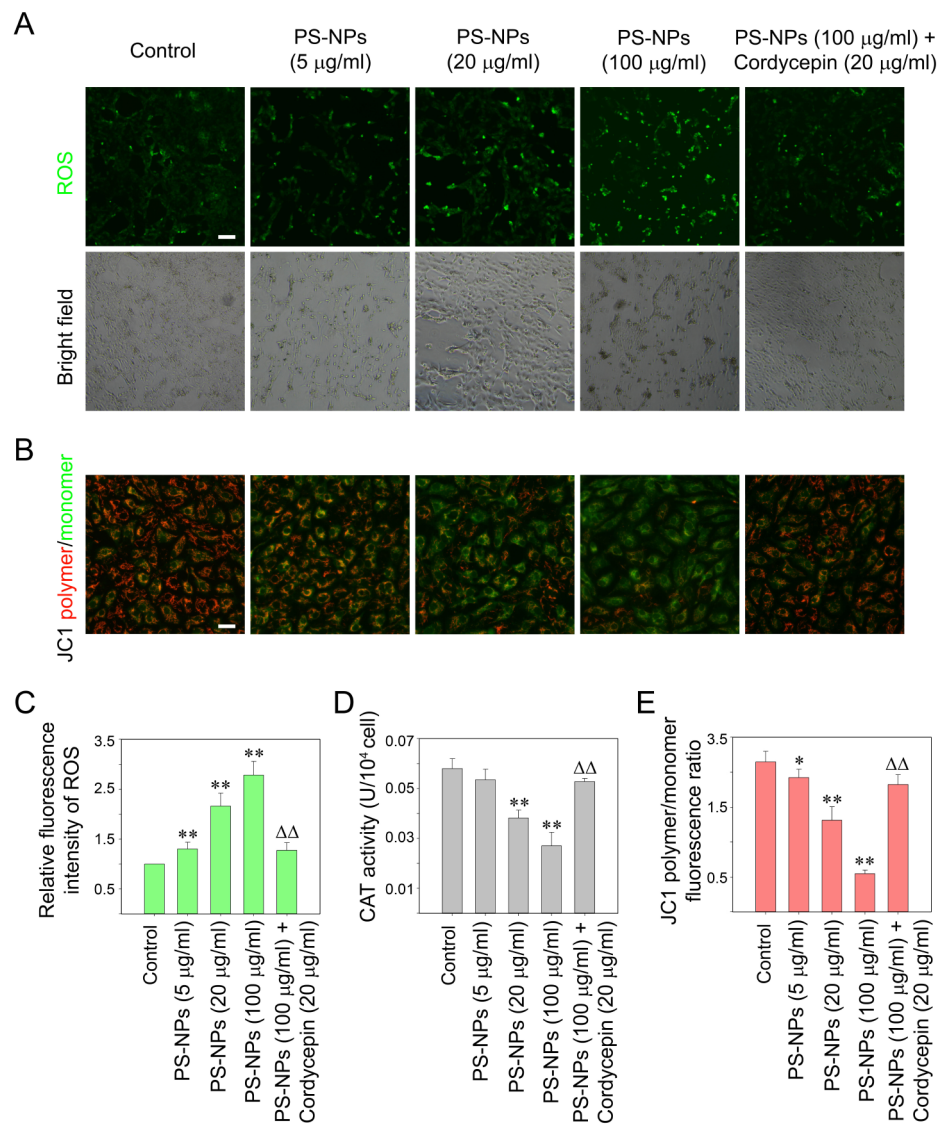 A
Control
PS-NPs
(5 μg/ml)
PS-NPs
(20 μg/ml)
PS-NPs
(100 μg/ml)
PS-NPs (100 μg/ml) +
Cordycepin (20 μg/ml)
ROS
Bright field
B
JC1 polymer/monomer
C
Relative fluorescence
intensity of ROS
3.5
2.5
1.5
**
**
**
ΔΔ
Control
PS-NPs (5 μg/ml)
PS-NPs (20 μg/ml)
PS-NPs (100 μg/ml)
PS-NPs (100 μg/ml) +
Cordycepin (20 μg/ml)
D
CAT activity (U/10⁴ cell)
0.07
0.05
0.03
0.01
**
**
ΔΔ
Control
PS-NPs (5 μg/ml)
PS-NPs (20 μg/ml)
PS-NPs (100 μg/ml)
PS-NPs (100 μg/ml) +
Cordycepin (20 μg/ml)
E
JC1 polymer/monomer
fluorescence ratio
3.5
2.5
1.5
0.5
*
**
**
ΔΔ
Control
PS-NPs (5 μg/ml)
PS-NPs (20 μg/ml)
PS-NPs (100 μg/ml)
PS-NPs (100 μg/ml) +
Cordycepin (20 μg/ml)